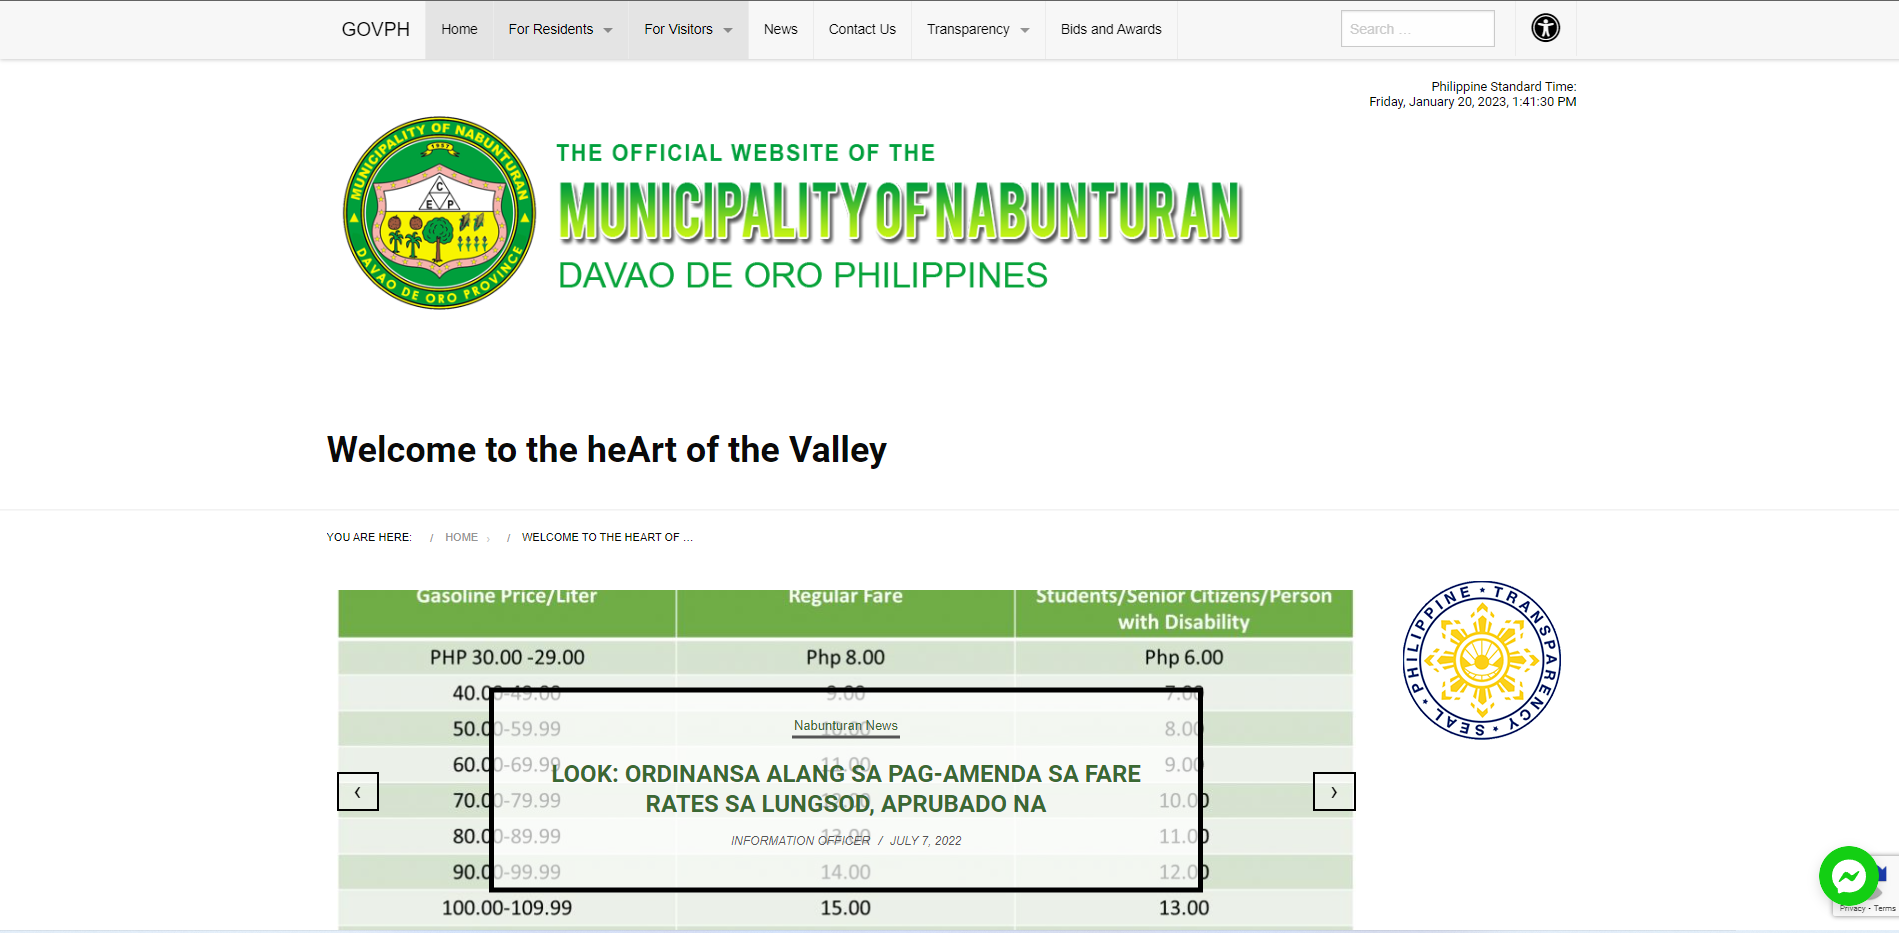 GOVPH Home For Residents For Visitors News Contact Us Transparency Bids and Awards Search ...
Philippine Standard Time:
Friday, January 20, 2023, 1:41:30 PM
MUNICIPALITY OF NABUNTURAN
1957
C
E P
DAVAO DE ORO PROVINCE
THE OFFICIAL WEBSITE OF THE
MUNICIPALITY OF NABUNTURAN
DAVAO DE ORO PHILIPPINES
Welcome to the heArt of the Valley
YOU ARE HERE: / HOME › / WELCOME TO THE HEART OF ...
Gasoline Price/Liter Regular Fare Students/Senior Citizens/Person
with Disability
PHP 30.00 -29.00 Php 8.00 Php 6.00
40.00-49.00 9.00 7.00
50.00-59.99 10.00 8.00
60.00-69.99 11.00 9.00
70.00-79.99 10.00
80.00-89.99 13.00 11.00
90.00-99.99 14.00 12.00
100.00-109.99 15.00 13.00
Nabunturan News
LOOK: ORDINANSA ALANG SA PAG-AMENDA SA FARE
RATES SA LUNGSOD, APRUBADO NA
INFORMATION OFFICER / JULY 7, 2022
‹
›
PHILIPPINE ★ TRANSPARENCY ★ SEAL ★
Privacy - Terms